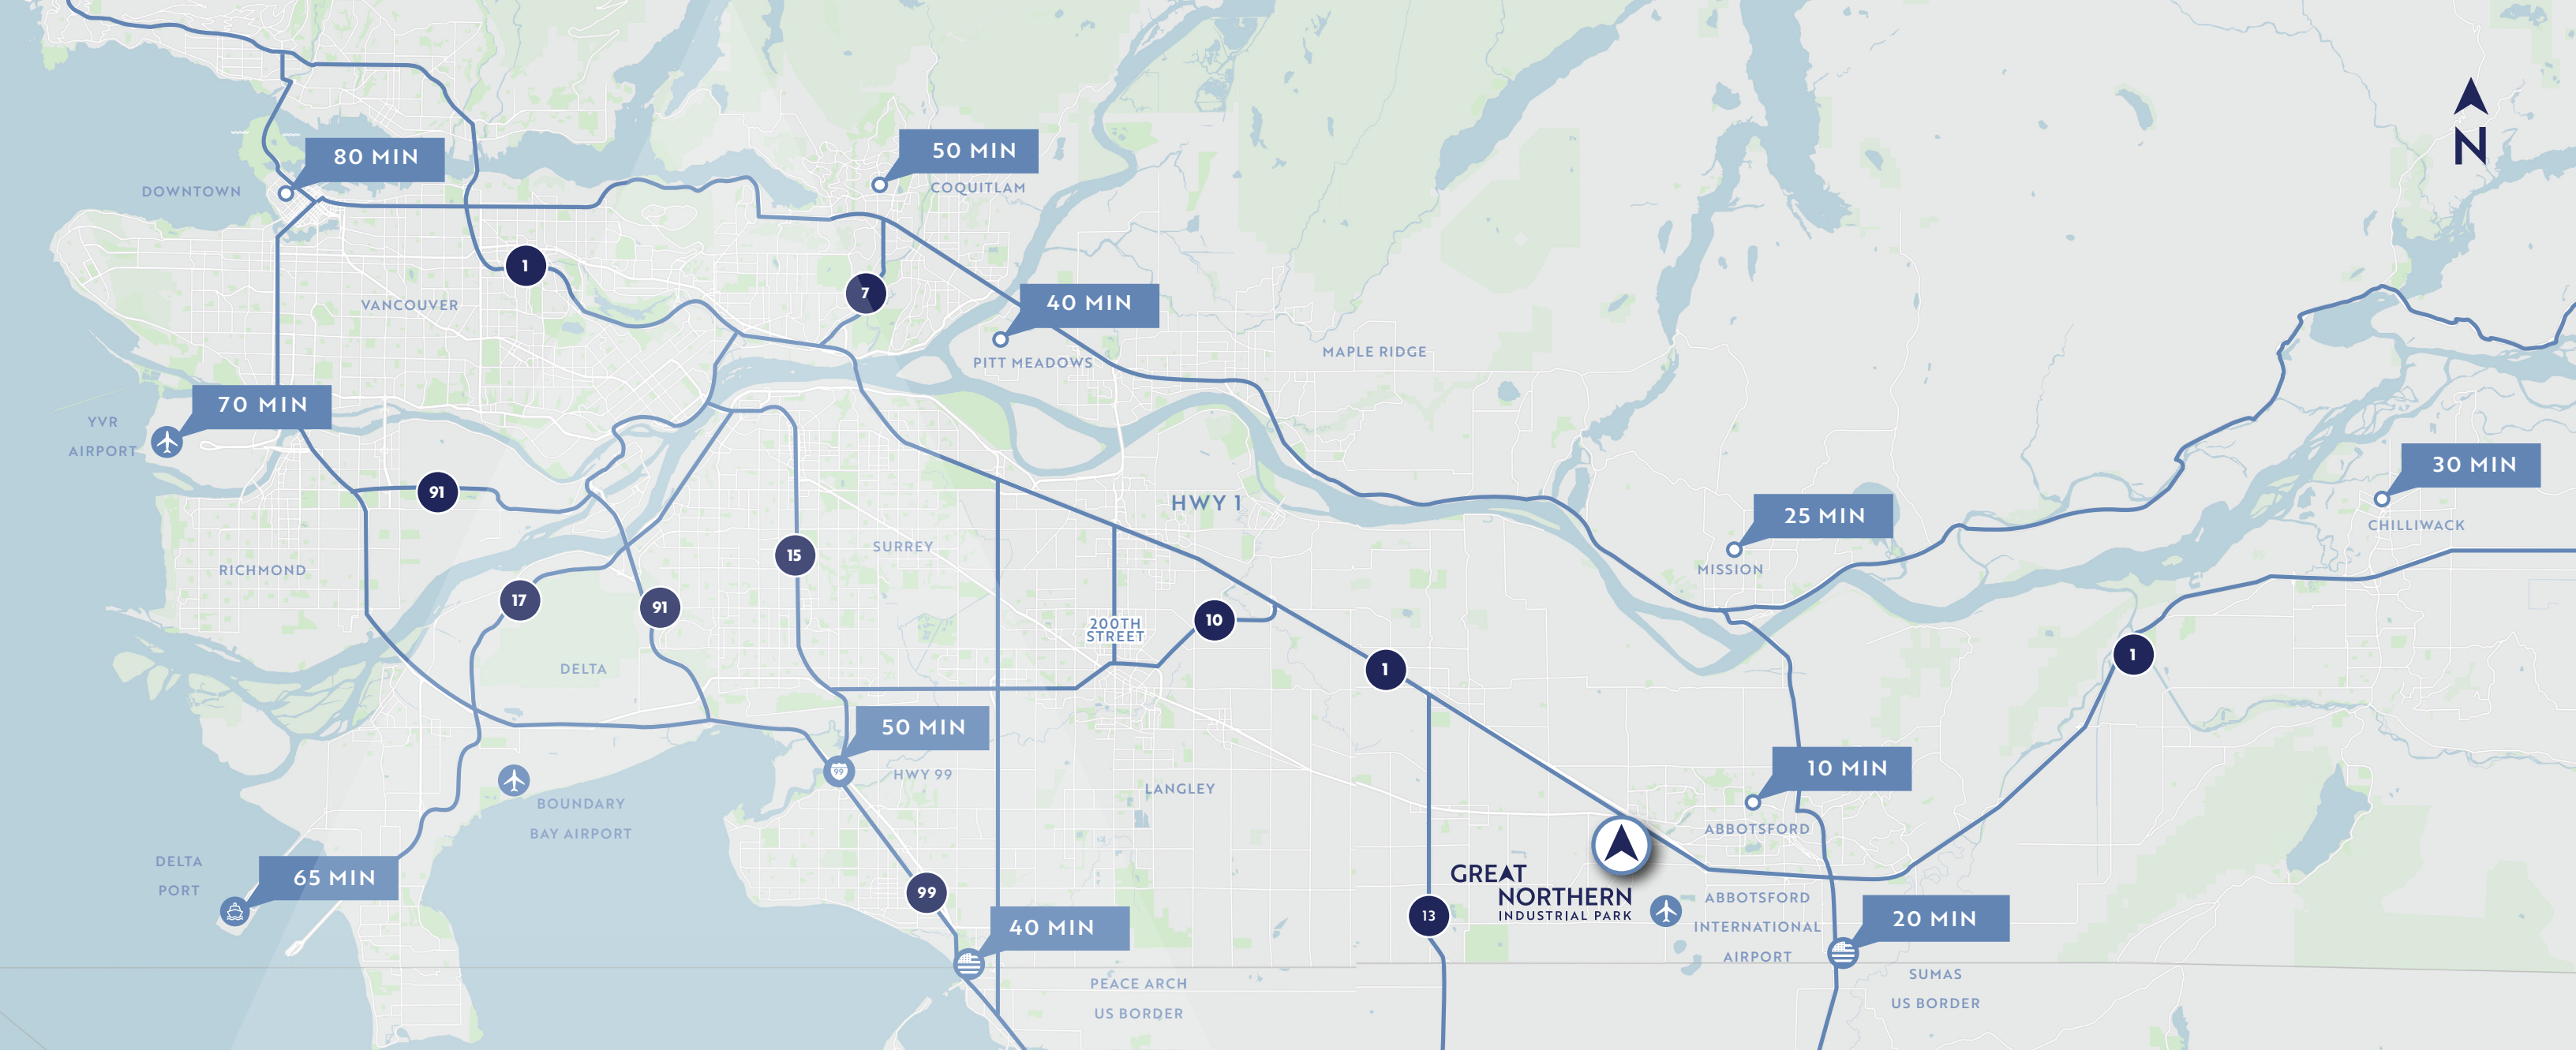 N
80 MIN
DOWNTOWN
50 MIN
COQUITLAM
1
7
VANCOUVER
40 MIN
PITT MEADOWS
MAPLE RIDGE
70 MIN
YVR
AIRPORT
91
HWY 1
30 MIN
CHILLIWACK
25 MIN
MISSION
15
SURREY
RICHMOND
17
91
200TH
STREET
10
DELTA
1
1
50 MIN
99
HWY 99
LANGLEY
10 MIN
ABBOTSFORD
BOUNDARY
BAY AIRPORT
DELTA
PORT
65 MIN
99
13
GREAT
NORTHERN
INDUSTRIAL PARK
ABBOTSFORD
INTERNATIONAL
AIRPORT
40 MIN
PEACE ARCH
US BORDER
20 MIN
SUMAS
US BORDER